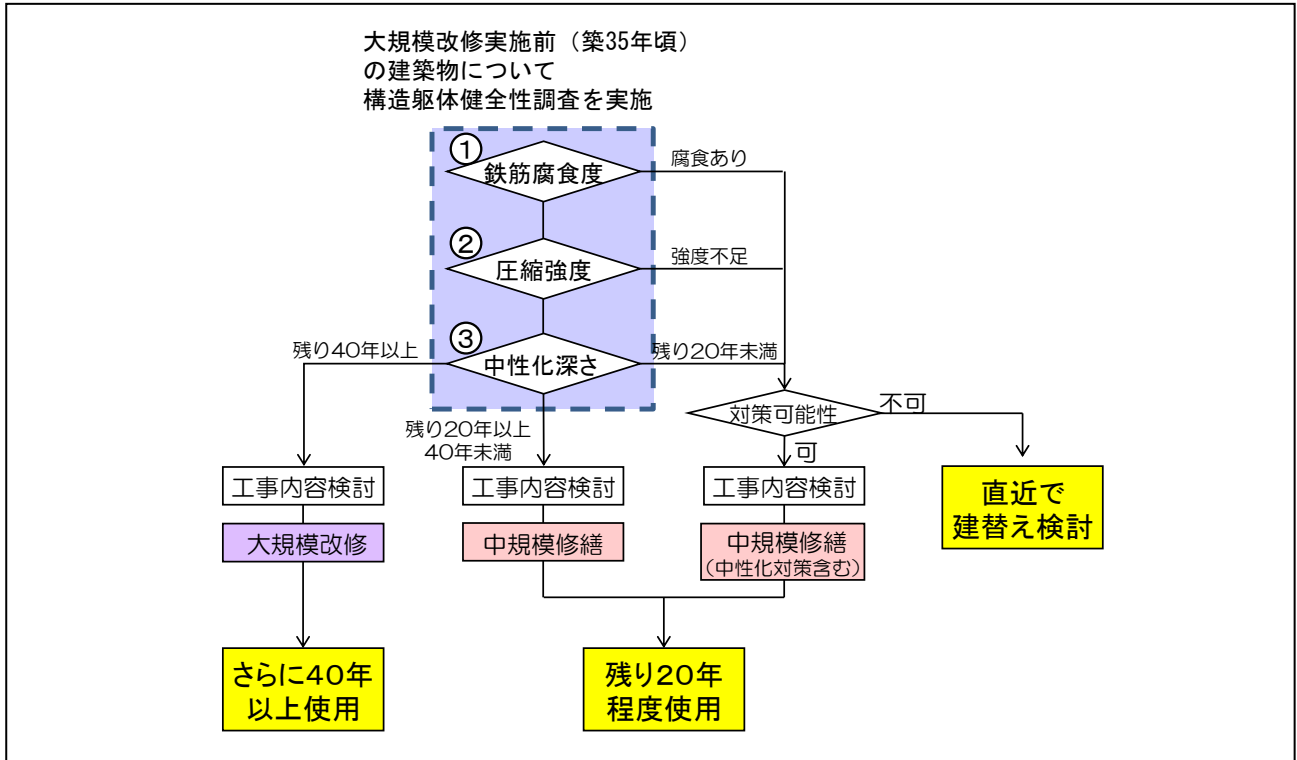 大規模改修実施前（築35年頃）
の建築物について
構造躯体健全性調査を実施
①
鉄筋腐食度
腐食あり
②
圧縮強度
強度不足
③
中性化深さ
残り40年以上
残り20年未満
残り20年以上
40年未満
対策可能性
不可
可
工事内容検討
工事内容検討
工事内容検討
直近で
建替え検討
大規模改修
中規模修繕
中規模修繕
（中性化対策含む）
さらに40年
以上使用
残り20年
程度使用